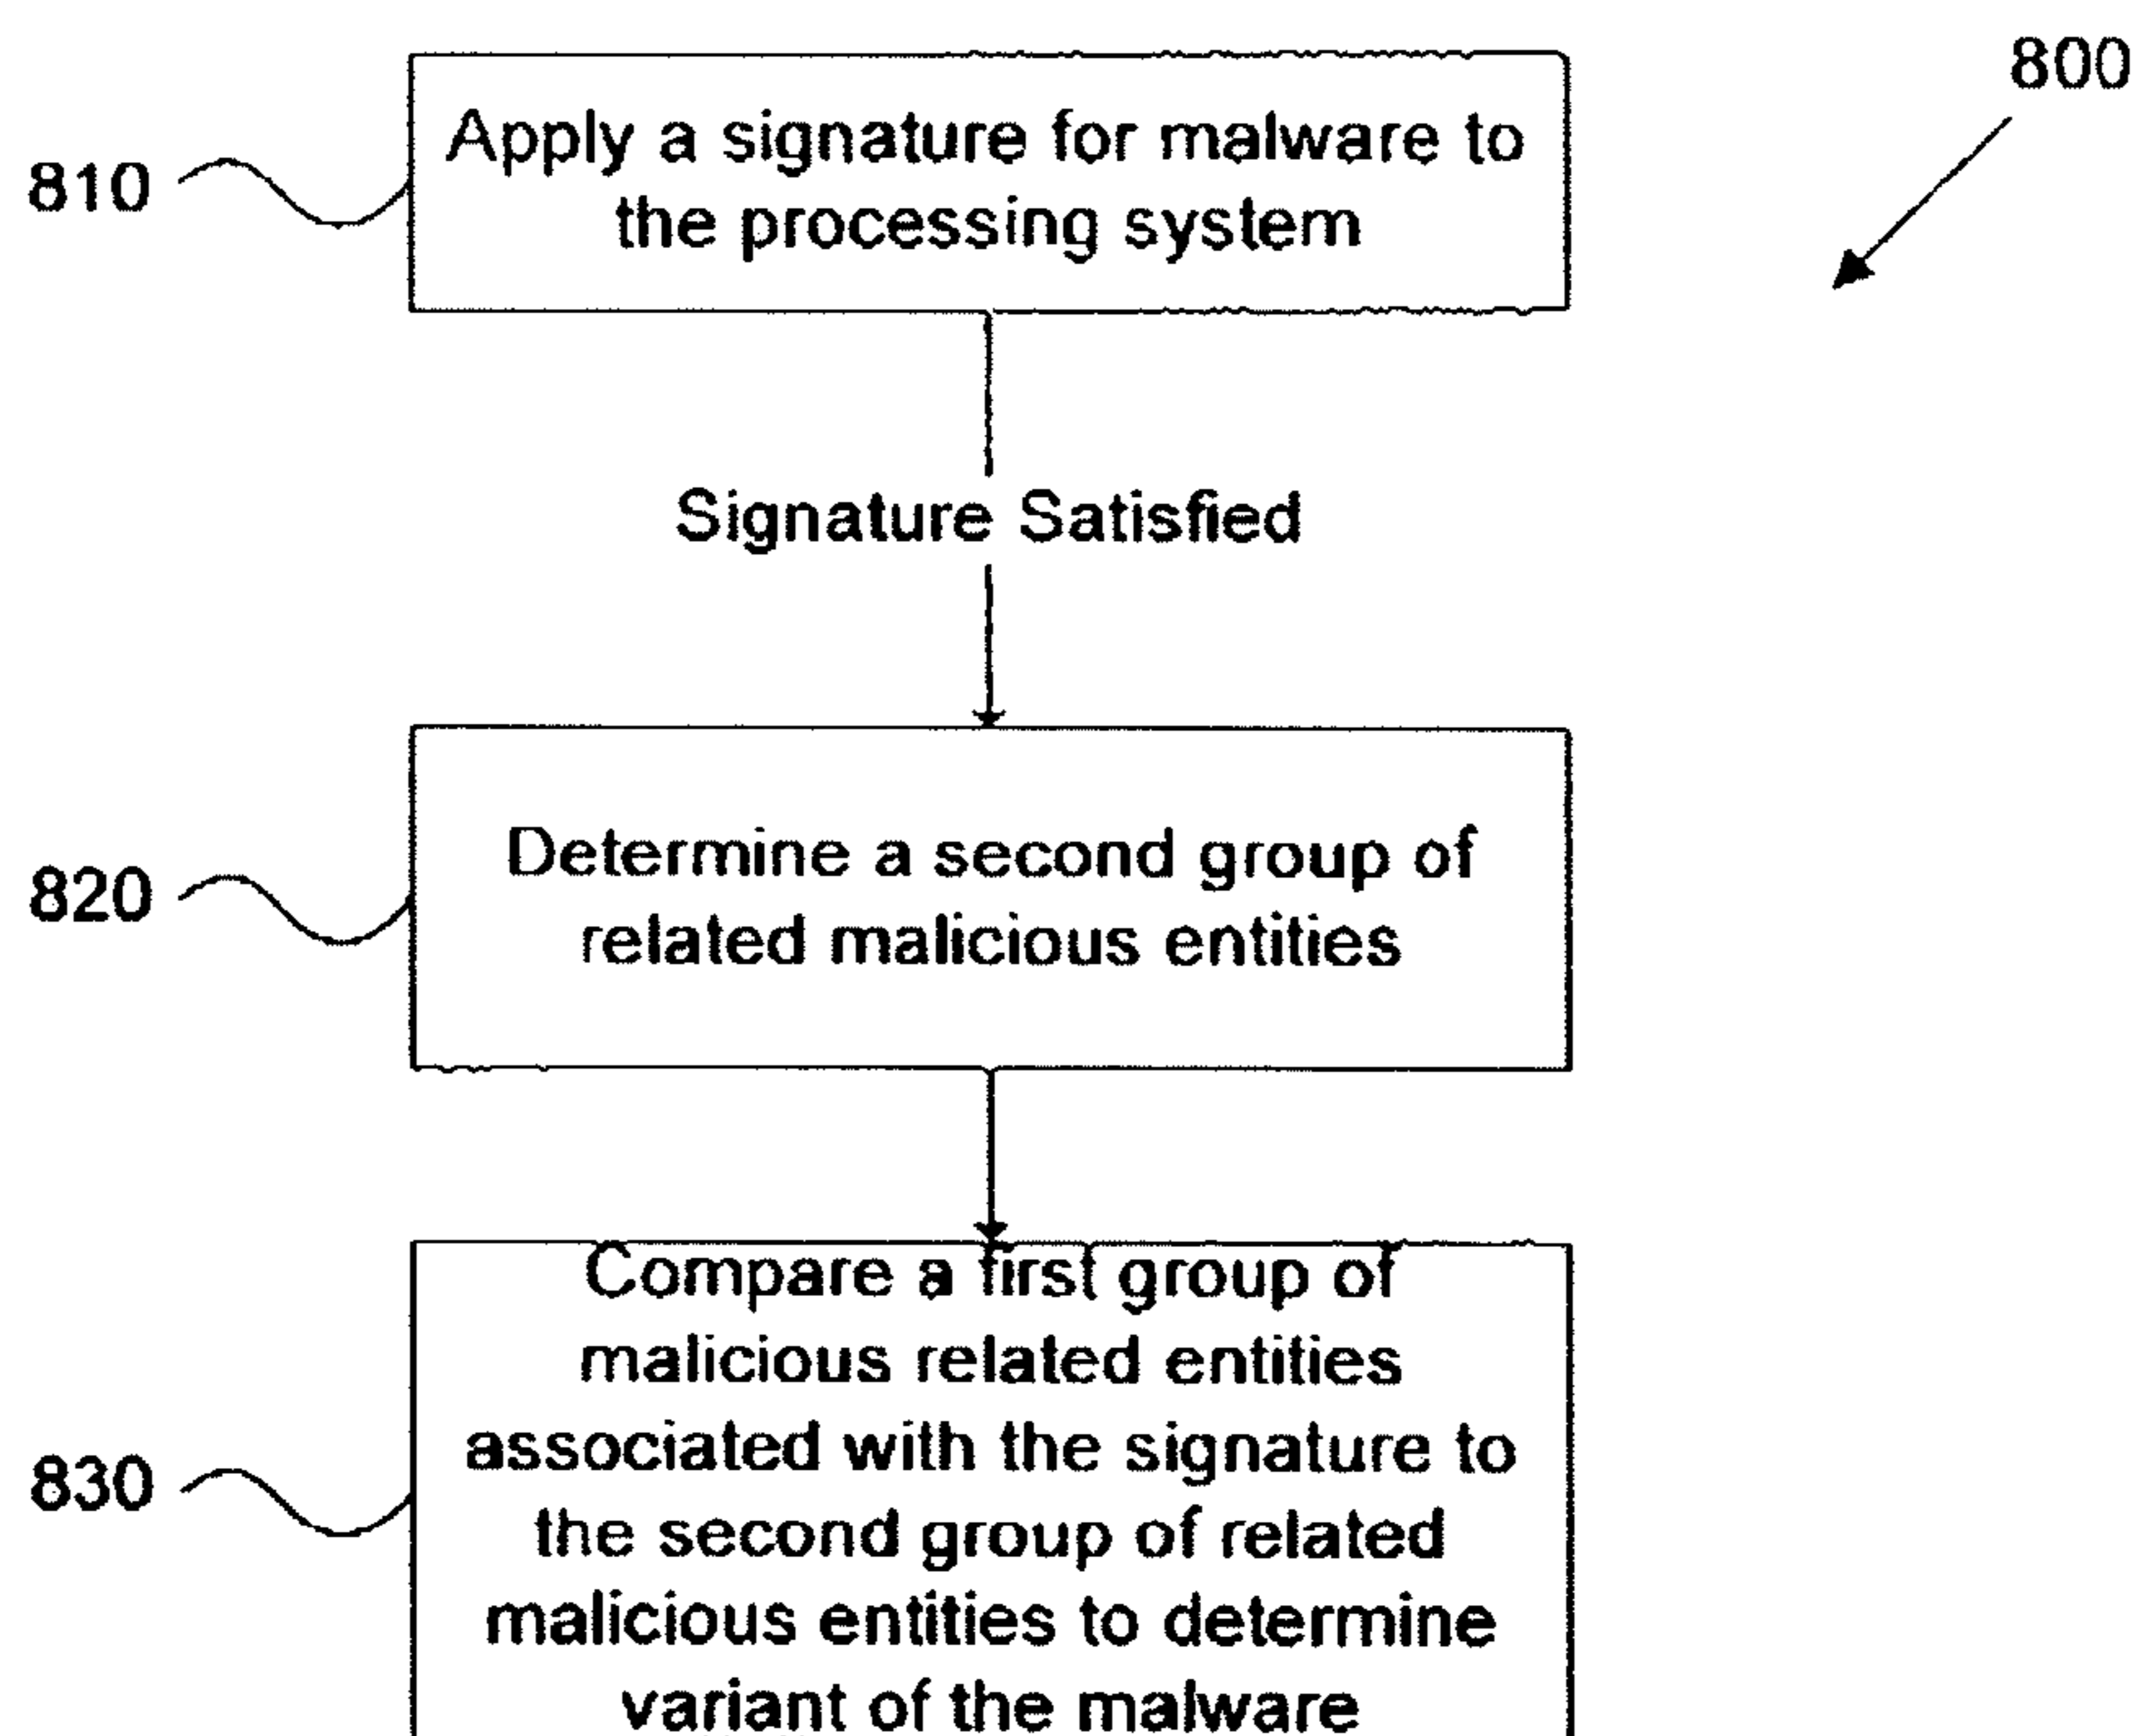 800
810
Apply a signature for malware to
the processing system
Signature Satisfied
820
Determine a second group of
related malicious entities
830
Compare a first group of
malicious related entities
associated with the signature to
the second group of related
malicious entities to determine
variant of the malware